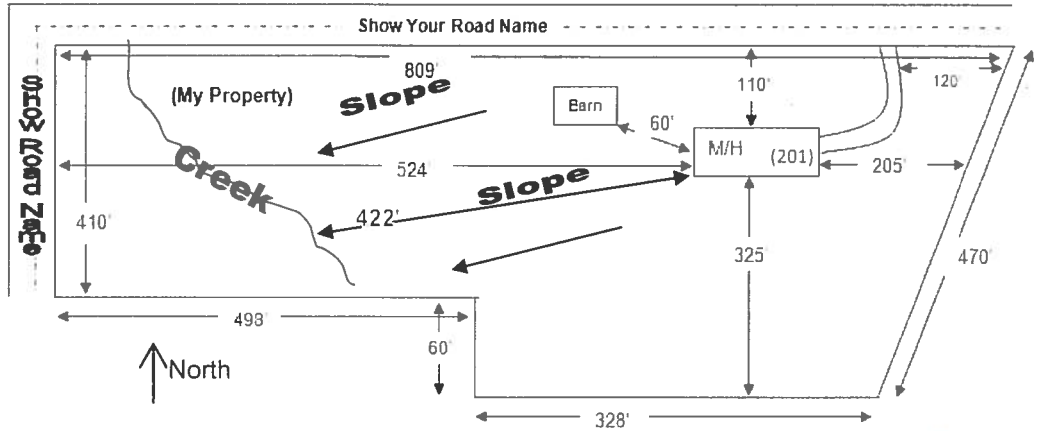 Show Your Road Name
809'
110'
120'
(My Property)
Slope
Barn
60'
Show Road Name
M/H
(201)
Creek
524'
205'
Slope
410'
422'
325'
470'
498'
60'
North
328'